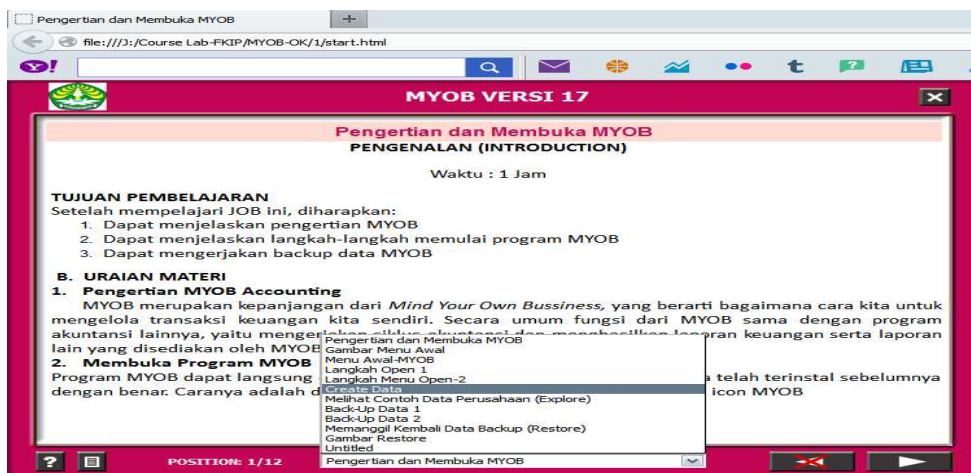 Pengertian dan Membuka MYOB
file:///J:/Course Lab-FKIP/MYOB-OK/1/start.html
MYOB VERSI 17
Pengertian dan Membuka MYOB
PENGENALAN (INTRODUCTION)
Waktu : 1 Jam
TUJUAN PEMBELAJARAN
Setelah mempelajari JOB ini, diharapkan:
1. Dapat menjelaskan pengertian MYOB
2. Dapat menjelaskan langkah-langkah memulai program MYOB
3. Dapat mengerjakan backup data MYOB
B. URAIAN MATERI
1. Pengertian MYOB Accounting
MYOB merupakan kepanjangan dari Mind Your Own Bussiness, yang berarti bagaimana cara kita untuk
mengelola transaksi keuangan kita sendiri. Secara umum fungsi dari MYOB sama dengan program
akuntansi lainnya, yaitu mengerjakan siklus akuntansi dan menghasilkan laporan keuangan serta laporan
lain yang disediakan oleh MYOB
2. Membuka Program MYOB
Program MYOB dapat langsung a telah terinstal sebelumnya
dengan benar. Caranya adalah d icon MYOB
Pengertian dan Membuka MYOB
Gambar Menu Awal
Menu Awal-MYOB
Langkah Open 1
Langkah Menu Open-2
Create Data
Melihat Contoh Data Perusahaan (Explore)
Back-Up Data 1
Back-Up Data 2
Memanggil Kembali Data Backup (Restore)
Gambar Restore
Untitled
? POSITION: 1/12 Pengertian dan Membuka MYOB